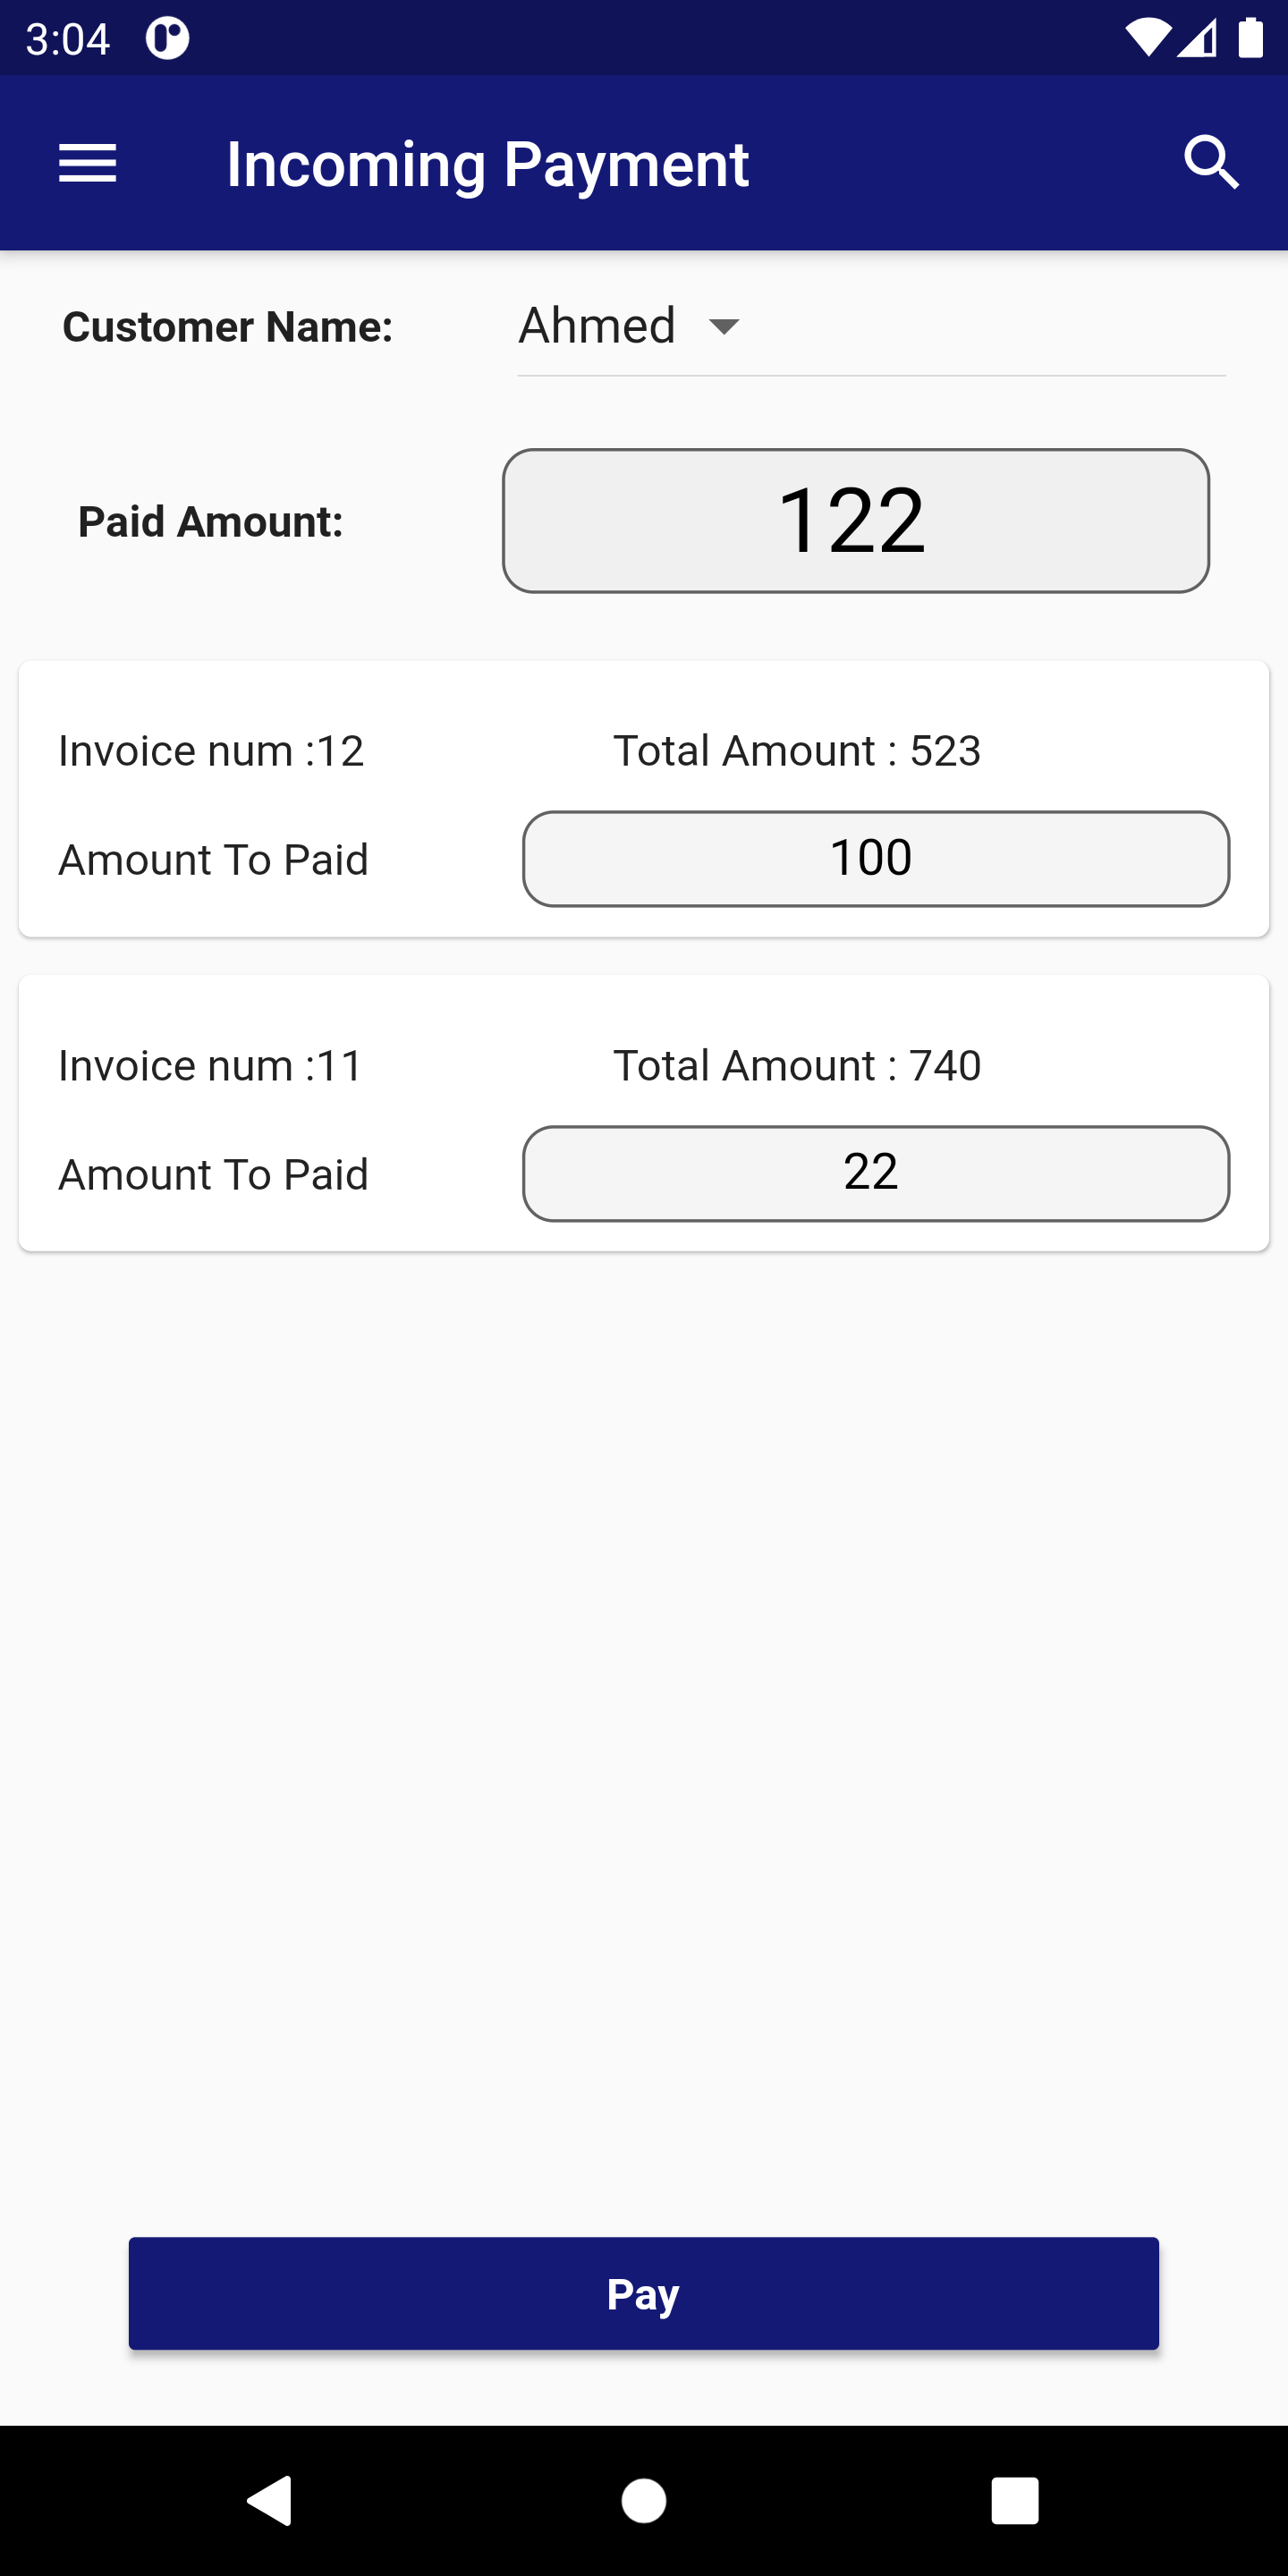 3:04
Incoming Payment
Customer Name: Ahmed
Paid Amount: 122
Invoice num :12 Total Amount : 523
Amount To Paid 100
Invoice num :11 Total Amount : 740
Amount To Paid 22
Pay